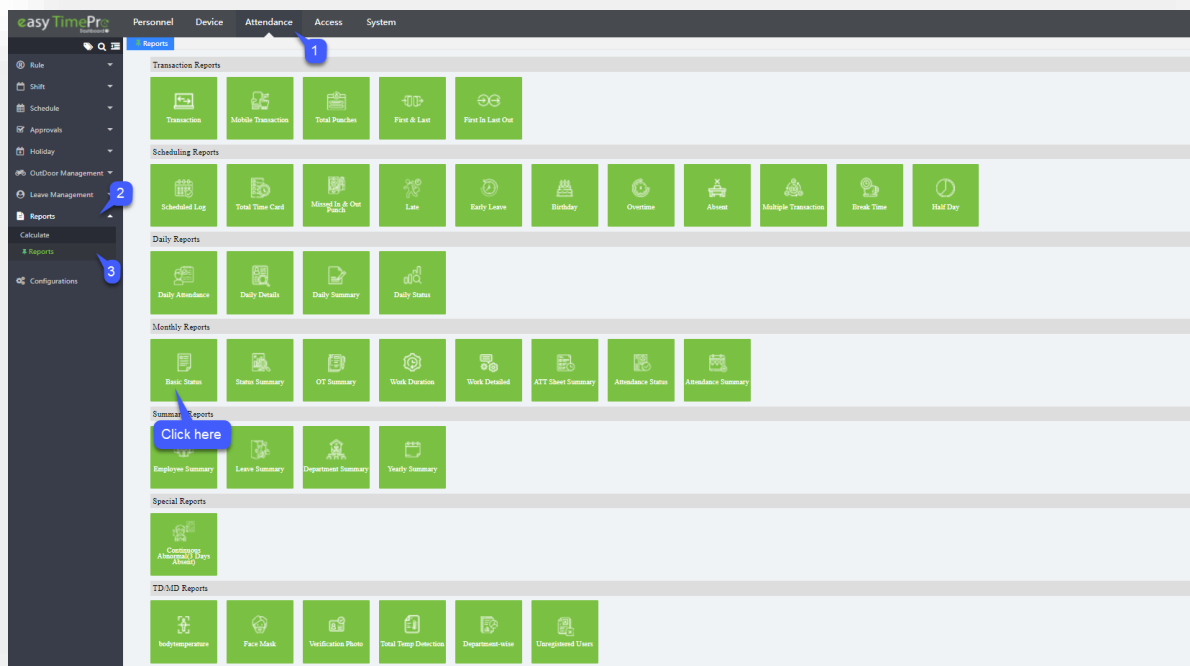 easy TimePro
Dashboard
Personnel Device Attendance Access System
1
Reports
Rule
Shift
Schedule
Approvals
Holiday
OutDoor Management
Leave Management
2
Reports
Calculate
Reports
3
Configurations
Transaction Reports
Transaction
Mobile Transaction
Total Punches
First & Last
First In Last Out
Scheduling Reports
Scheduled Log
Total Time Card
Missed In & Out
Punch
Late
Early Leave
Birthday
Overtime
Absent
Multiple Transaction
Break Time
Half Day
Daily Reports
Daily Attendance
Daily Details
Daily Summary
Daily Status
Monthly Reports
Basic Status
Status Summary
OT Summary
Work Duration
Work Detailed
ATT Sheet Summary
Attendance Status
Attendance Summary
Click here
Summary Reports
Employee Summary
Leave Summary
Department Summary
Yearly Summary
Special Reports
Continuous
Abnormal(3 Days
Absent)
TD/MD Reports
bodytemperature
Face Mask
Verification Photo
Total Temp Detection
Department-wise
Unregistered Users